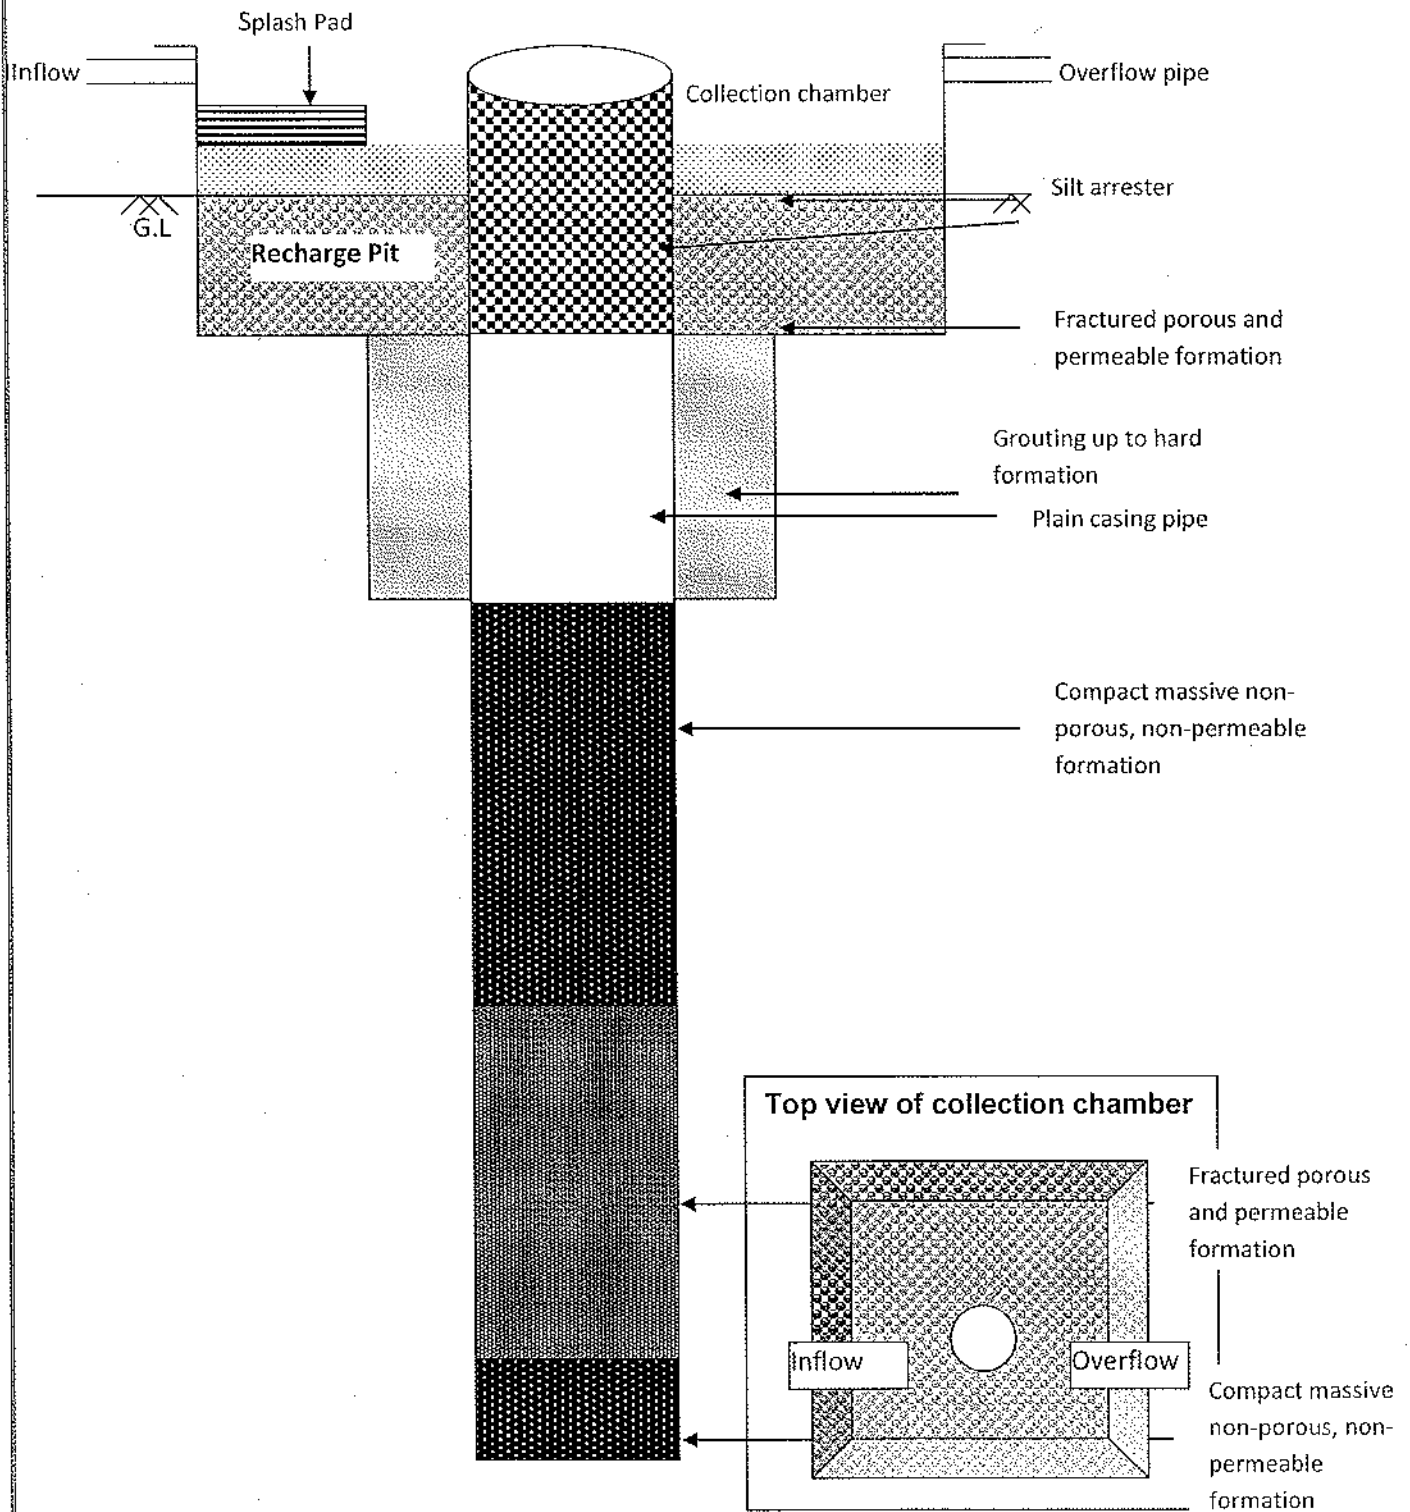 Splash Pad
Inflow
Overflow pipe
Collection chamber
Silt arrester
G.L
Recharge Pit
Fractured porous and
permeable formation
Grouting up to hard
formation
Plain casing pipe
Compact massive non-
porous, non-permeable
formation
Top view of collection chamber
Fractured porous
and permeable
formation
Inflow
Overflow
Compact massive
non-porous, non-
permeable
formation